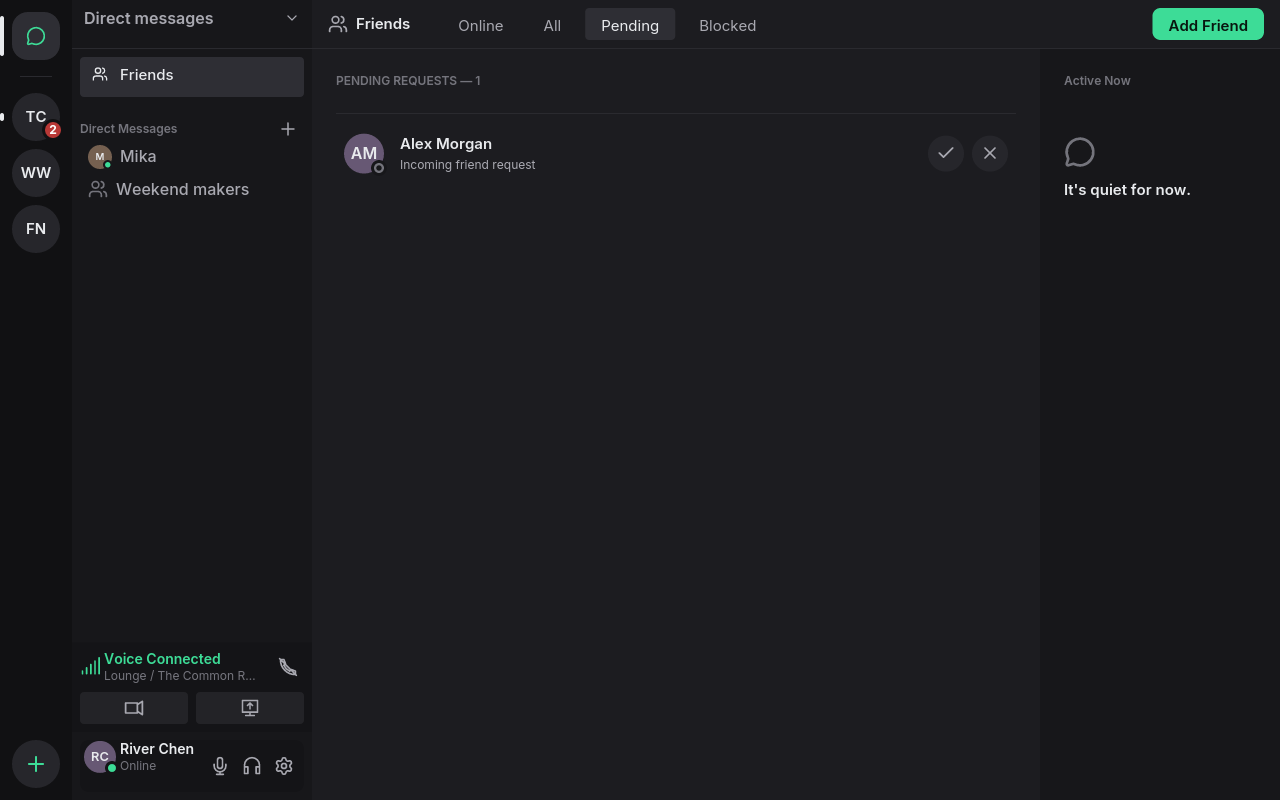 Direct messages
Friends
Online
All
Pending
Blocked
Add Friend
TC
2
WW
FN
Friends
Direct Messages
M
Mika
Weekend makers
PENDING REQUESTS — 1
AM
Alex Morgan
Incoming friend request
Active Now
It's quiet for now.
Voice Connected
Lounge / The Common R...
RC
River Chen
Online